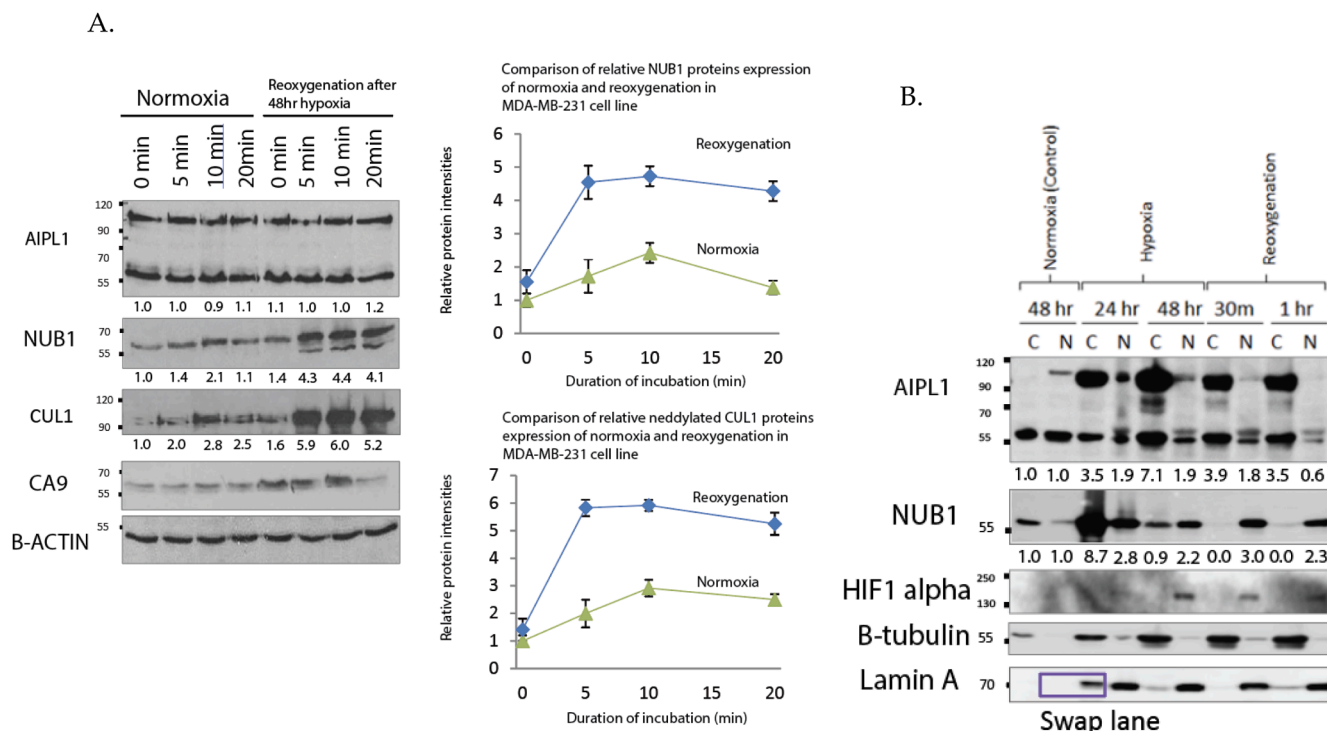 A.
Normoxia
Reoxygenation after
48hr hypoxia
0 min 5 min 10 min 20min 0 min 5 min 10 min 20min
AIPL1
120
90
70
55
1.0 1.0 0.9 1.1 1.1 1.0 1.0 1.2
NUB1
70
55
1.0 1.4 2.1 1.1 1.4 4.3 4.4 4.1
CUL1
120
90
1.0 2.0 2.8 2.5 1.6 5.9 6.0 5.2
CA9
70
55
B-ACTIN
55
Comparison of relative NUB1 proteins expression
of normoxia and reoxygenation in
MDA-MB-231 cell line
Relative protein intensities
6
5
4
3
2
1
0
Reoxygenation
Normoxia
0 5 10 20
Duration of incubation (min)
Comparison of relative neddylated CUL1 proteins
expression of normoxia and reoxygenation in
MDA-MB-231 cell line
Relative protein intensities
7
6
5
4
3
2
1
0
Reoxygenation
Normoxia
0 5 10 20
Duration of incubation (min)
B.
Normoxia (Control)
Hypoxia
Reoxygenation
48 hr 24 hr 48 hr 30m 1 hr
C N C N C N C N C N
AIPL1
120
90
70
55
1.0 1.0 3.5 1.9 7.1 1.9 3.9 1.8 3.5 0.6
NUB1
55
1.0 1.0 8.7 2.8 0.9 2.2 0.0 3.0 0.0 2.3
HIF1 alpha
250
130
B-tubulin
55
Lamin A
70
Swap lane